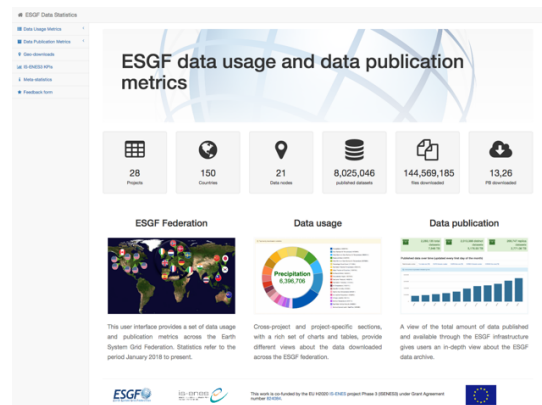 ESGF Data Statistics
Data Usage Metrics
Data Publication Metrics
Geo-downloads
IS-ENES3 KPIs
Meta-statistics
Feedback form
ESGF data usage and data publication
metrics
28
Projects
150
Countries
21
Data nodes
8,025,046
published datasets
144,569,185
files downloaded
13,26
PB downloaded
ESGF Federation
Data usage
Data publication
Precipitation
6,396,706
This user interface provides a set of data usage
and publication metrics across the Earth
System Grid Federation. Statistics refer to the
period January 2018 to present.
Cross-project and project-specific sections,
with a rich set of charts and tables, provide
different views about the data downloaded
across the ESGF federation.
A view of the total amount of data published
and available through the ESGF infrastructure
gives users an in-depth view about the ESGF
data archive.
ESGF
is-enes
This work is co-funded by the EU H2020 IS-ENES project Phase 3 (ISENES3) under Grant Agreement
number